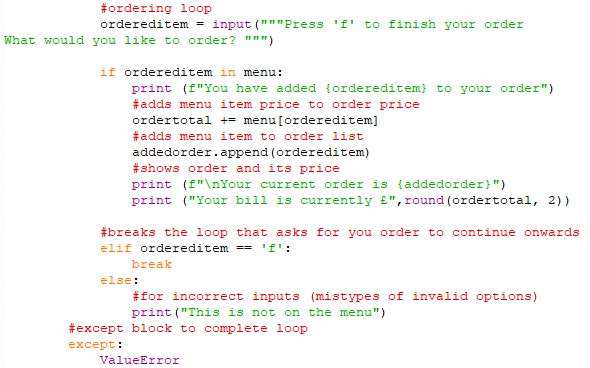 #ordering loop
ordereditem = input("""Press 'f' to finish your order
What would you like to order? """)
if ordereditem in menu:
print (f"You have added {ordereditem} to your order")
#adds menu item price to order price
ordertotal += menu[ordereditem]
#adds menu item to order list
addedorder.append(ordereditem)
#shows order and its price
print (f"\nYour current order is {addedorder}")
print ("Your bill is currently £",round(ordertotal, 2))
#breaks the loop that asks for you order to continue onwards
elif ordereditem == 'f':
break
else:
#for incorrect inputs (mistypes of invalid options)
print("This is not on the menu")
#except block to complete loop
except:
ValueError